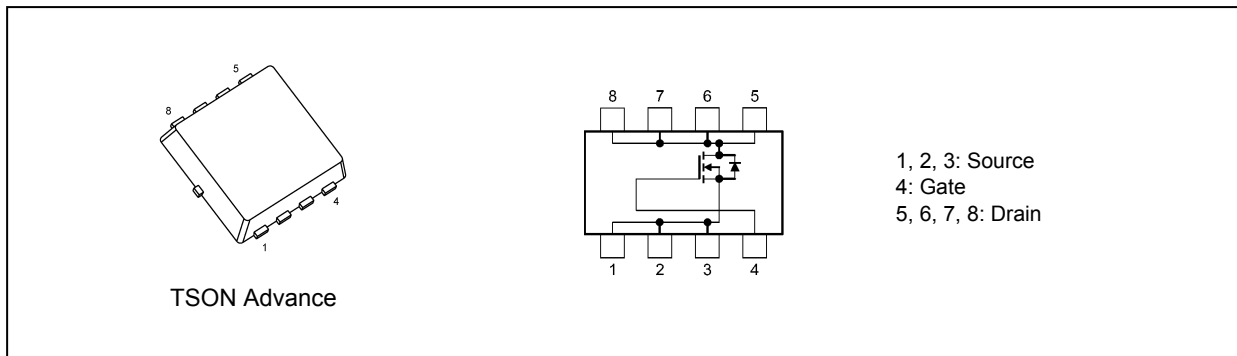 5
8
4
1
TSON Advance
8 7 6 5
1 2 3 4
1, 2, 3: Source
4: Gate
5, 6, 7, 8: Drain